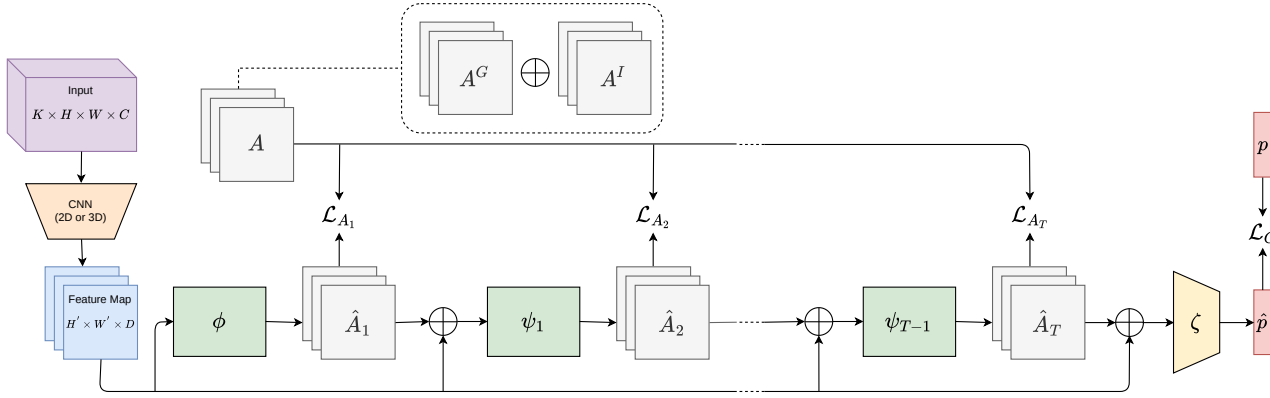 A^G ⊕ A^I
Input
K × H × W × C
A
p
CNN
(2D or 3D)
ℒ_{A_1}
ℒ_{A_2}
ℒ_{A_T}
ℒ
Feature Map
H′ × W′ × D
ϕ
Â_1
ψ_1
Â_2
ψ_{T−1}
Â_T
ζ
p̂